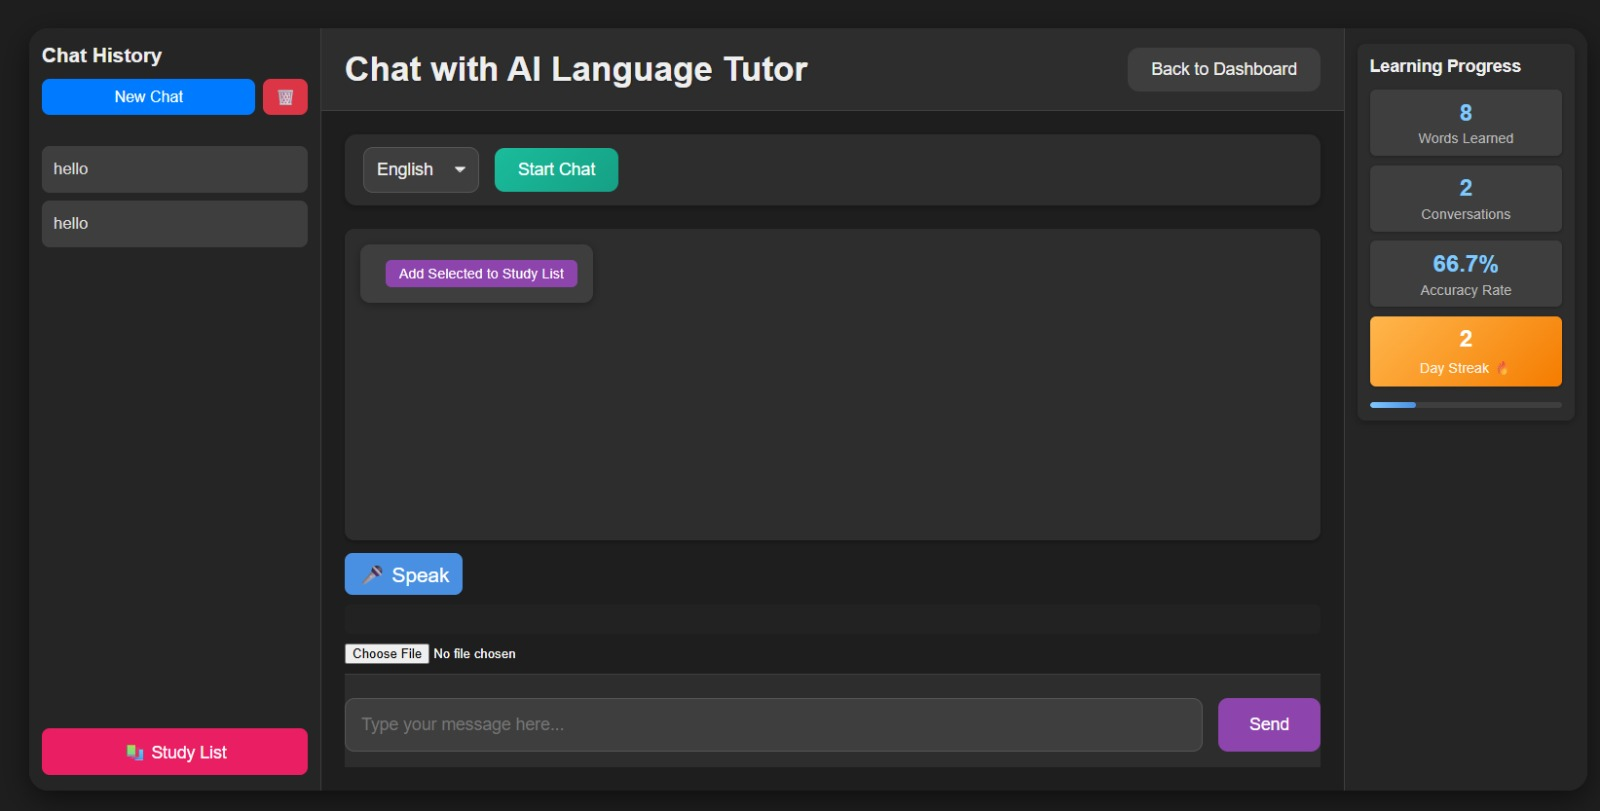 Chat History
New Chat
hello
hello
Study List
Chat with AI Language Tutor
Back to Dashboard
English
Start Chat
Add Selected to Study List
Speak
Choose File No file chosen
Type your message here...
Send
Learning Progress
8
Words Learned
2
Conversations
66.7%
Accuracy Rate
2
Day Streak 🔥